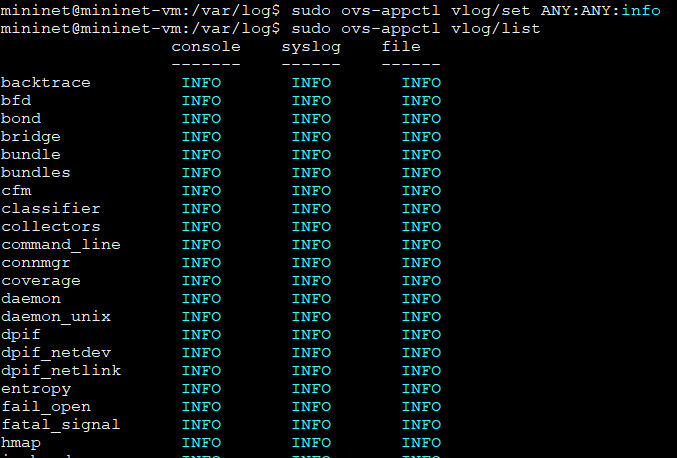 mininet@mininet-vm:/var/log$ sudo ovs-appctl vlog/set ANY:ANY:info
mininet@mininet-vm:/var/log$ sudo ovs-appctl vlog/list
                 console    syslog    file
                 -------    ------    ------
backtrace         INFO       INFO       INFO
bfd               INFO       INFO       INFO
bond              INFO       INFO       INFO
bridge            INFO       INFO       INFO
bundle            INFO       INFO       INFO
bundles           INFO       INFO       INFO
cfm               INFO       INFO       INFO
classifier        INFO       INFO       INFO
collectors        INFO       INFO       INFO
command_line      INFO       INFO       INFO
connmgr           INFO       INFO       INFO
coverage          INFO       INFO       INFO
daemon            INFO       INFO       INFO
daemon_unix       INFO       INFO       INFO
dpif              INFO       INFO       INFO
dpif_netdev       INFO       INFO       INFO
dpif_netlink      INFO       INFO       INFO
entropy           INFO       INFO       INFO
fail_open         INFO       INFO       INFO
fatal_signal      INFO       INFO       INFO
hmap              INFO       INFO       INFO
                  INFO       INFO       INFO